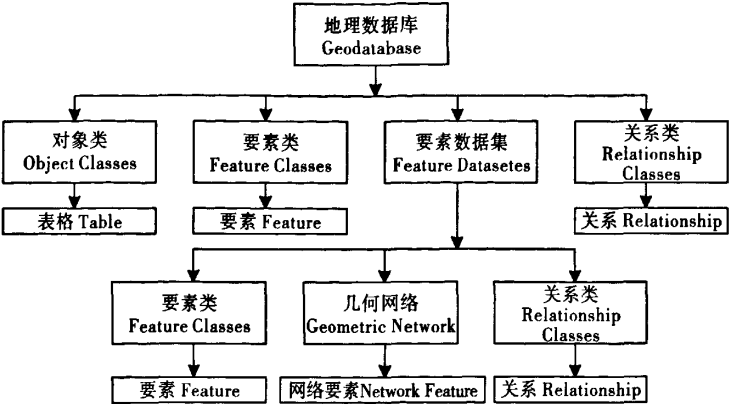 地理数据库
Geodatabase
对象类
Object Classes
要素类
Feature Classes
要素数据集
Feature Datasetes
关系类
Relationship
Classes
表格 Table
要素 Feature
关系 Relationship
要素类
Feature Classes
几何网络
Geometric Network
关系类
Relationship
Classes
要素 Feature
网络要素Network Feature
关系 Relationship